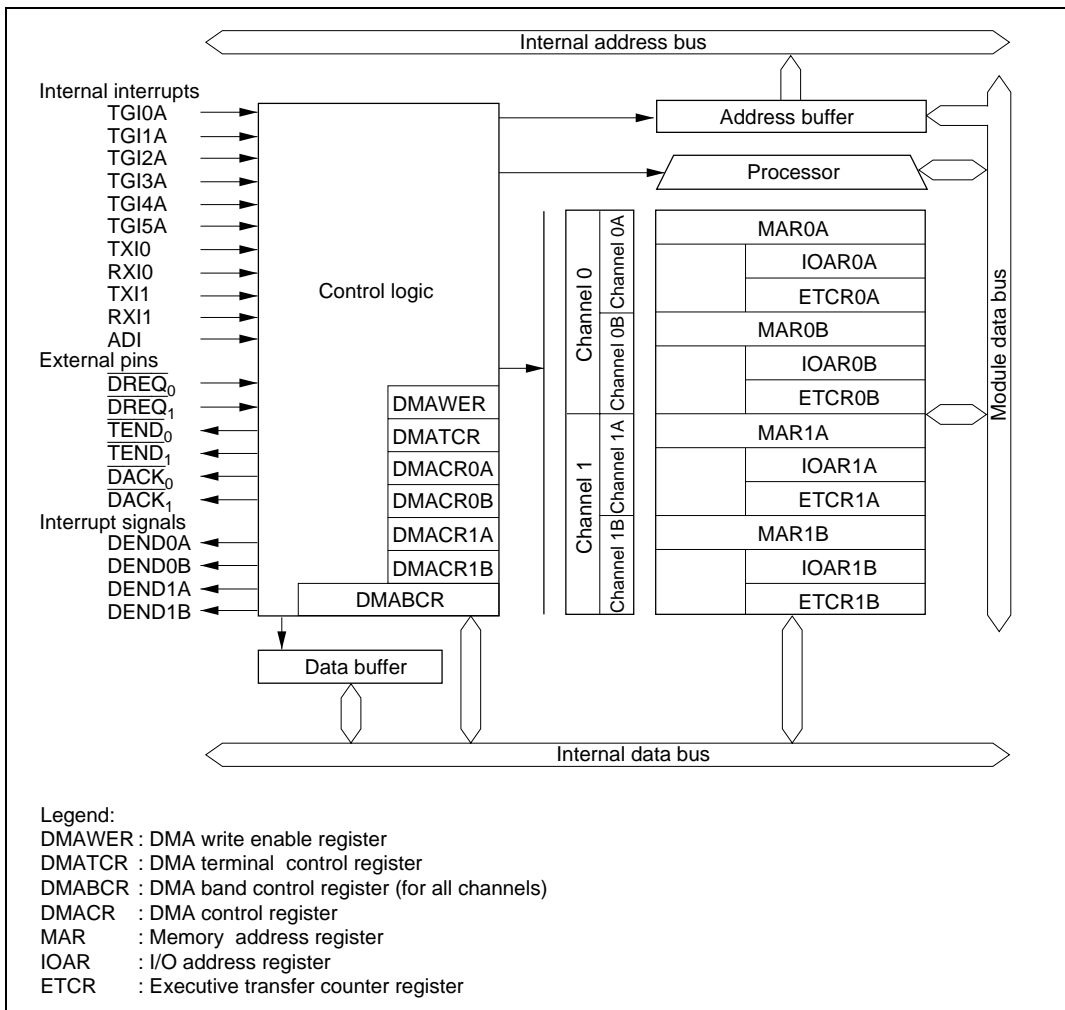 Internal address bus
Internal interrupts
TGI0A
TGI1A
TGI2A
TGI3A
TGI4A
TGI5A
TXI0
RXI0
TXI1
RXI1
ADI
External pins
DREQ0
DREQ1
TEND0
TEND1
DACK0
DACK1
Interrupt signals
DEND0A
DEND0B
DEND1A
DEND1B
Control logic
DMAWER
DMATCR
DMACR0A
DMACR0B
DMACR1A
DMACR1B
DMABCR
Data buffer
Address buffer
Processor
Channel 0
Channel 0A
Channel 0B
Channel 1
Channel 1A
Channel 1B
MAR0A
IOAR0A
ETCR0A
MAR0B
IOAR0B
ETCR0B
MAR1A
IOAR1A
ETCR1A
MAR1B
IOAR1B
ETCR1B
Module data bus
Internal data bus
Legend:
DMAWER : DMA write enable register
DMATCR : DMA terminal control register
DMABCR : DMA band control register (for all channels)
DMACR : DMA control register
MAR : Memory address register
IOAR : I/O address register
ETCR : Executive transfer counter register